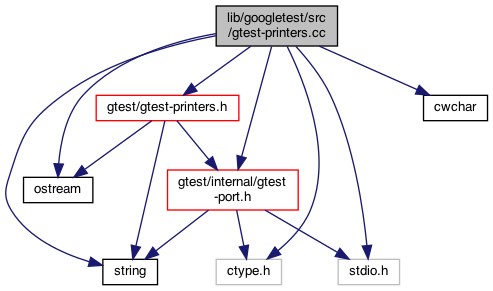 lib/googletest/src
/gtest-printers.cc
gtest/gtest-printers.h
cwchar
ostream
gtest/internal/gtest
-port.h
string
ctype.h
stdio.h